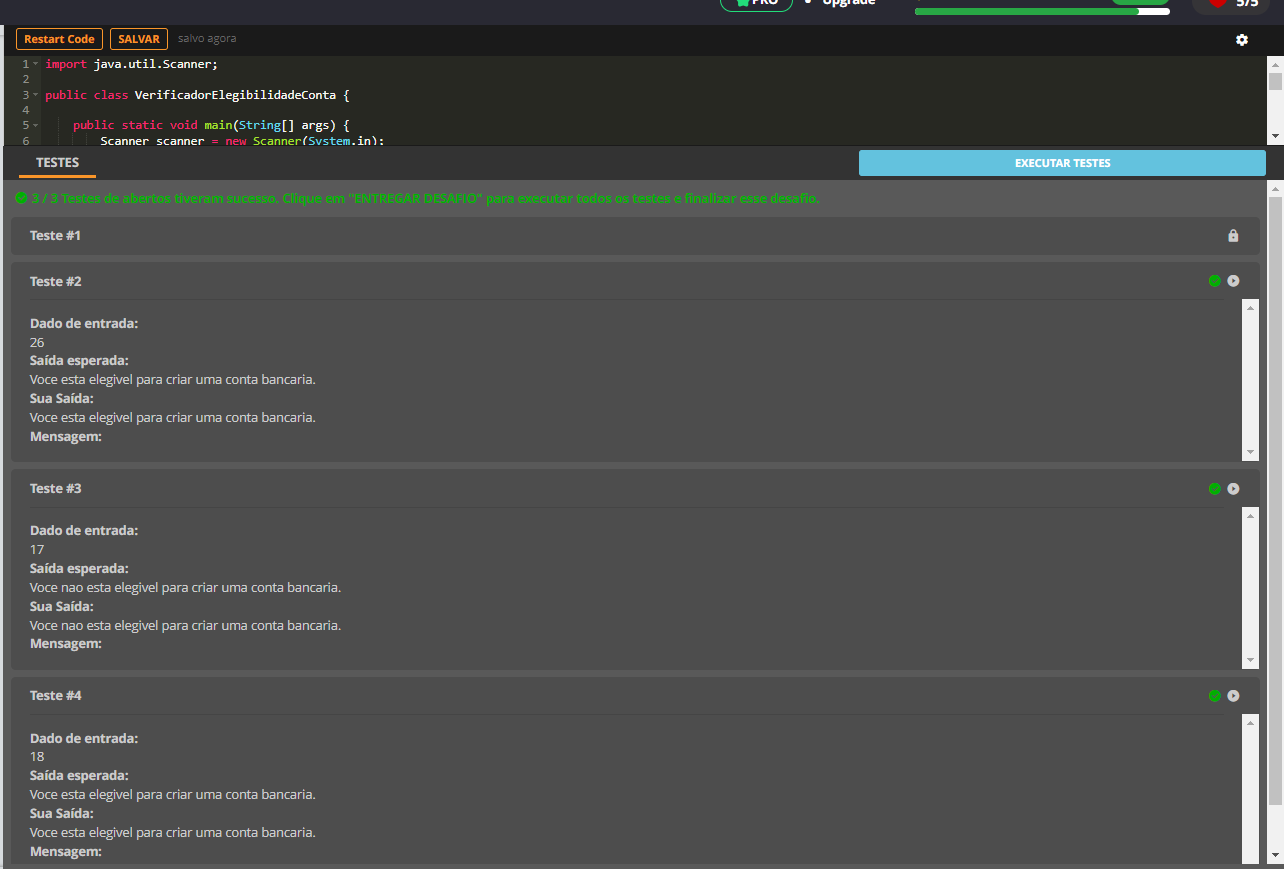 PRO
Upgrade
5/5
Restart Code
SALVAR
salvo agora
1 import java.util.Scanner;
2
3 public class VerificadorElegibilidadeConta {
4
5 public static void main(String[] args) {
6 Scanner scanner = new Scanner(System.in);
TESTES
EXECUTAR TESTES
3 / 3 Testes de abertos tiveram sucesso. Clique em "ENTREGAR DESAFIO" para executar todos os testes e finalizar esse desafio.
Teste #1
Teste #2
Dado de entrada:
26
Saída esperada:
Voce esta elegivel para criar uma conta bancaria.
Sua Saída:
Voce esta elegivel para criar uma conta bancaria.
Mensagem:
Teste #3
Dado de entrada:
17
Saída esperada:
Voce nao esta elegivel para criar uma conta bancaria.
Sua Saída:
Voce nao esta elegivel para criar uma conta bancaria.
Mensagem:
Teste #4
Dado de entrada:
18
Saída esperada:
Voce esta elegivel para criar uma conta bancaria.
Sua Saída:
Voce esta elegivel para criar uma conta bancaria.
Mensagem: